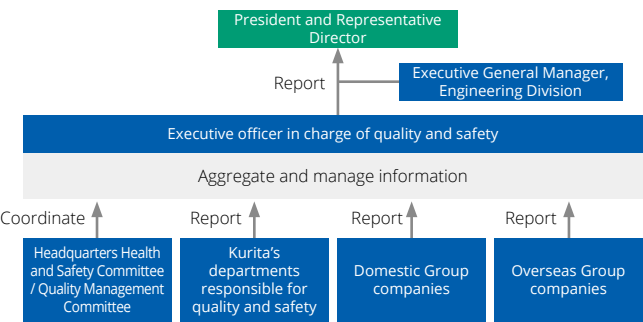 President and Representative
Director
Report
Executive General Manager,
Engineering Division
Executive officer in charge of quality and safety
Aggregate and manage information
Coordinate
Report
Report
Report
Headquarters Health
and Safety Committee
/ Quality Management
Committee
Kurita's
departments
responsible for
quality and safety
Domestic Group
companies
Overseas Group
companies